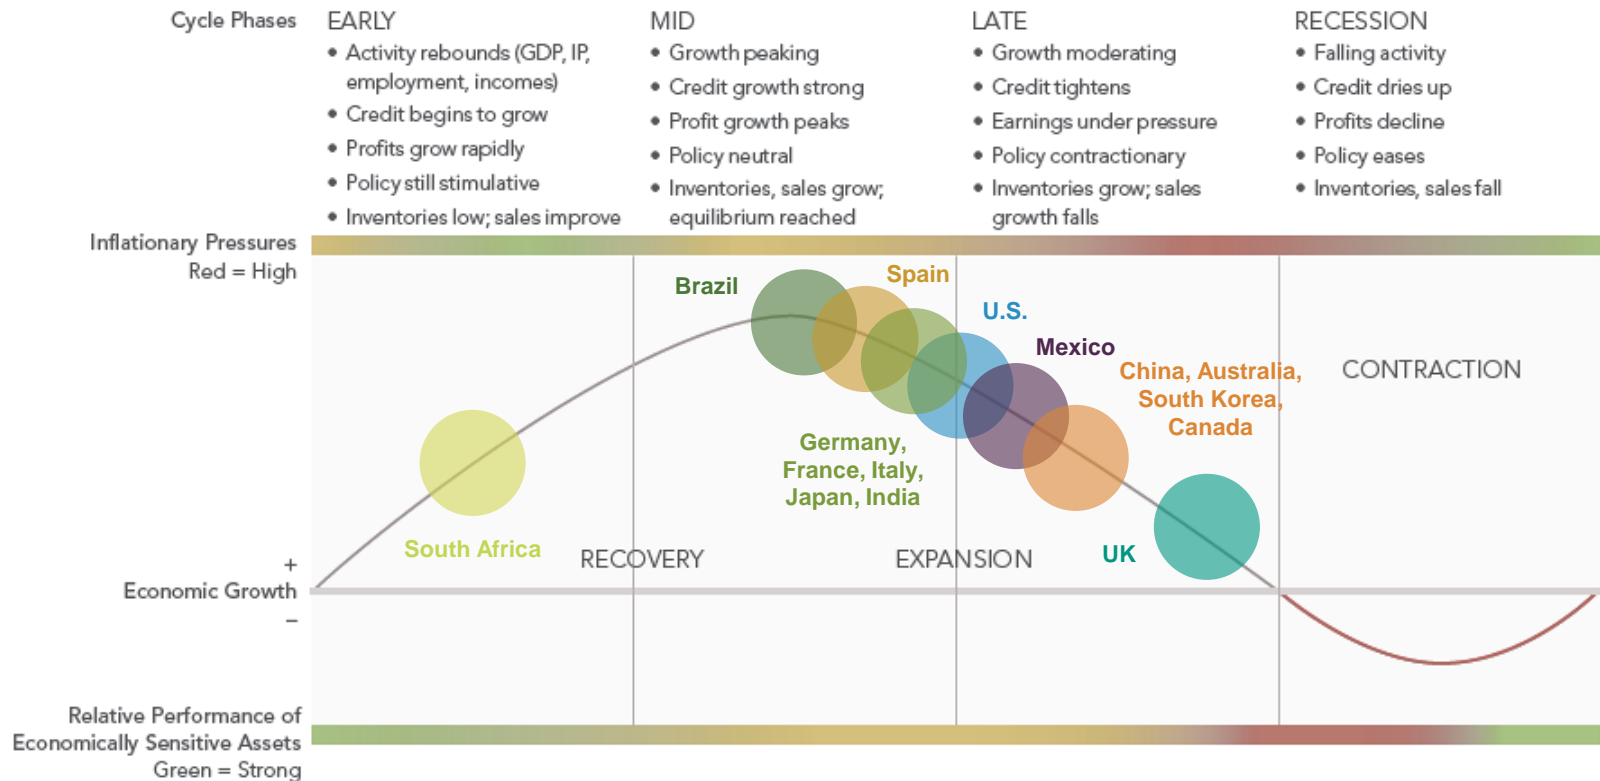 Cycle Phases
EARLY
• Activity rebounds (GDP, IP,
employment, incomes)
• Credit begins to grow
• Profits grow rapidly
• Policy still stimulative
• Inventories low; sales improve
MID
• Growth peaking
• Credit growth strong
• Profit growth peaks
• Policy neutral
• Inventories, sales grow;
equilibrium reached
LATE
• Growth moderating
• Credit tightens
• Earnings under pressure
• Policy contractionary
• Inventories grow; sales
growth falls
RECESSION
• Falling activity
• Credit dries up
• Profits decline
• Policy eases
• Inventories, sales fall
Inflationary Pressures
Red = High
Brazil
Spain
U.S.
Mexico
China, Australia,
South Korea,
Canada
CONTRACTION
Germany,
France, Italy,
Japan, India
South Africa
RECOVERY
EXPANSION
UK
+
Economic Growth
–
Relative Performance of
Economically Sensitive Assets
Green = Strong